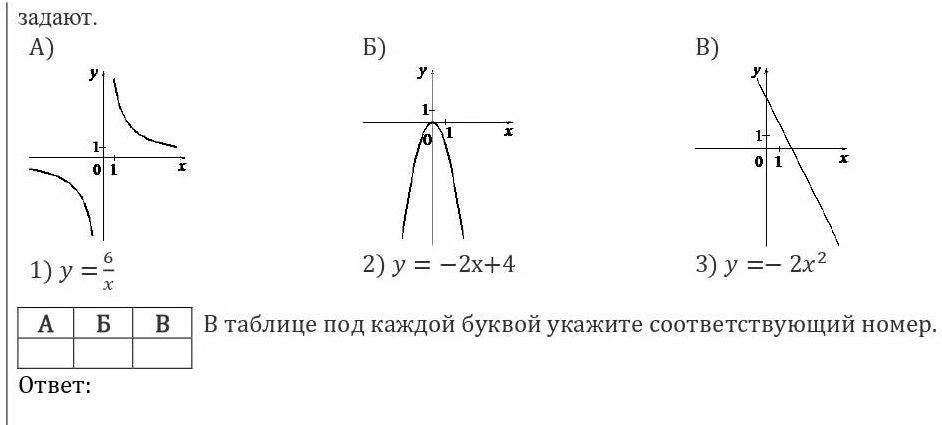 задают.
А) Б) В)
y y y
1 1 1
0 1 x 0 1 x 0 1 x
1) y = 6/x 2) y = −2x+4 3) y =− 2x²
А Б В В таблице под каждой буквой укажите соответствующий номер.
Ответ: